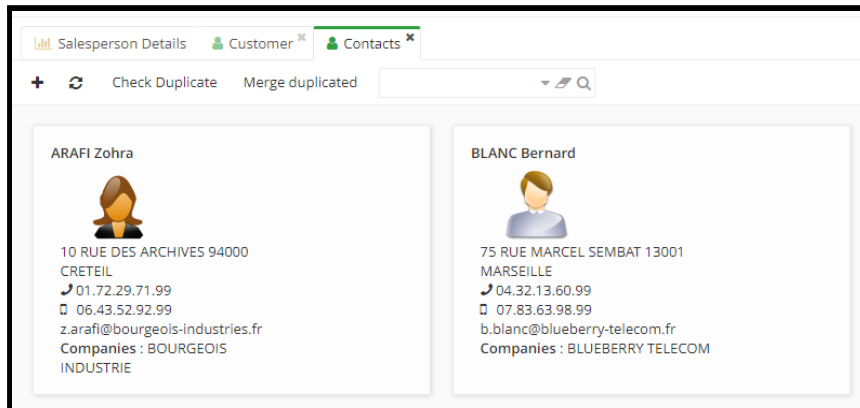 Salesperson Details Customer Contacts
Check Duplicate Merge duplicated
ARAFI Zohra
10 RUE DES ARCHIVES 94000
CRETEIL
01.72.29.71.99
06.43.52.92.99
z.arafi@bourgeois-industries.fr
Companies : BOURGEOIS
INDUSTRIE
BLANC Bernard
75 RUE MARCEL SEMBAT 13001
MARSEILLE
04.32.13.60.99
07.83.63.98.99
b.blanc@blueberry-telecom.fr
Companies : BLUEBERRY TELECOM